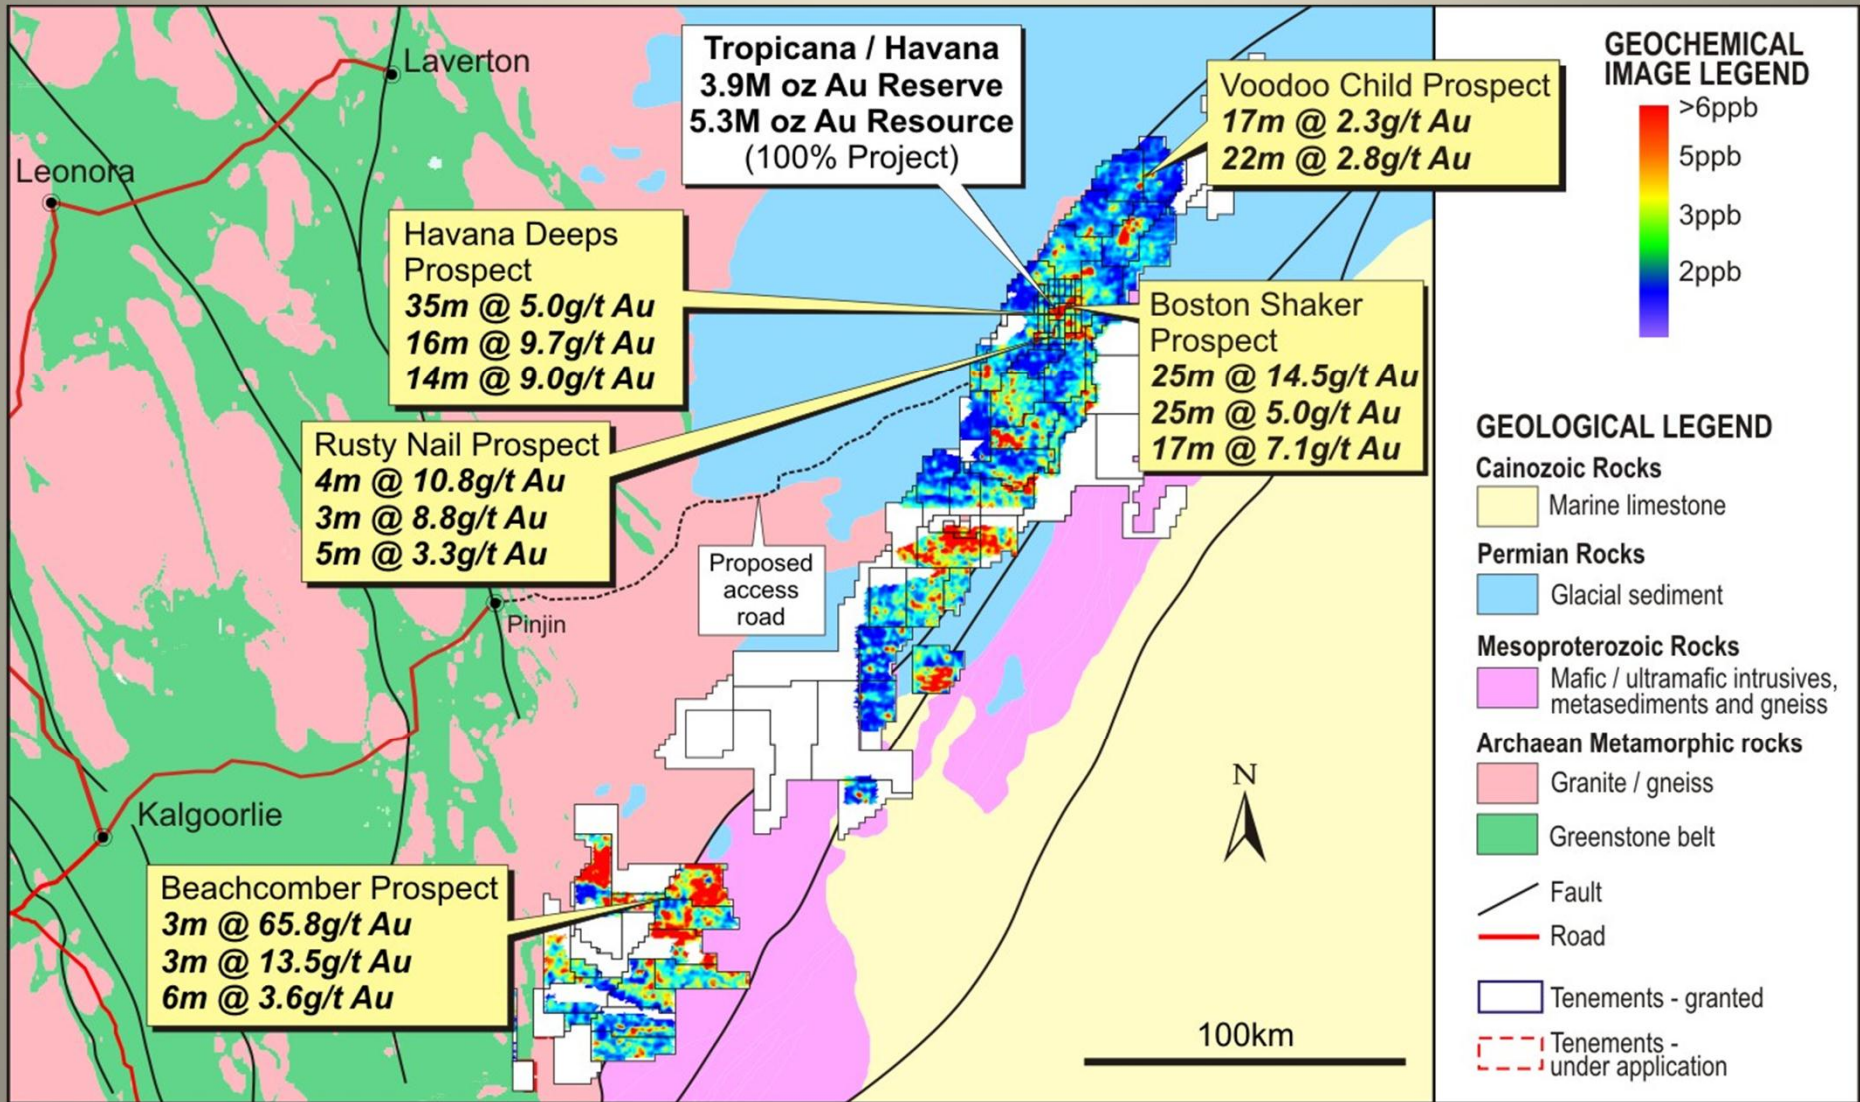 Laverton
Leonora
Tropicana / Havana
3.9M oz Au Reserve
5.3M oz Au Resource
(100% Project)
Voodoo Child Prospect
17m @ 2.3g/t Au
22m @ 2.8g/t Au
Havana Deeps
Prospect
35m @ 5.0g/t Au
16m @ 9.7g/t Au
14m @ 9.0g/t Au
Boston Shaker
Prospect
25m @ 14.5g/t Au
25m @ 5.0g/t Au
17m @ 7.1g/t Au
Rusty Nail Prospect
4m @ 10.8g/t Au
3m @ 8.8g/t Au
5m @ 3.3g/t Au
Proposed
access
road
Pinjin
Kalgoorlie
Beachcomber Prospect
3m @ 65.8g/t Au
3m @ 13.5g/t Au
6m @ 3.6g/t Au
N
100km
GEOCHEMICAL
IMAGE LEGEND
>6ppb
5ppb
3ppb
2ppb
GEOLOGICAL LEGEND
Cainozoic Rocks
Marine limestone
Permian Rocks
Glacial sediment
Mesoproterozoic Rocks
Mafic / ultramafic intrusives,
metasediments and gneiss
Archaean Metamorphic rocks
Granite / gneiss
Greenstone belt
Fault
Road
Tenements - granted
Tenements -
under application